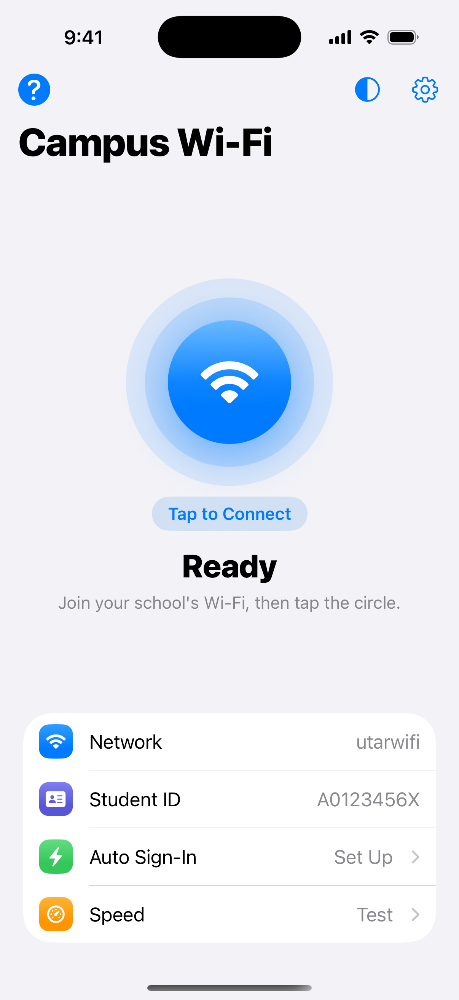 9:41
Campus Wi-Fi
Tap to Connect
Ready
Join your school's Wi-Fi, then tap the circle.
Network utarwifi
Student ID A0123456X
Auto Sign-In Set Up
Speed Test